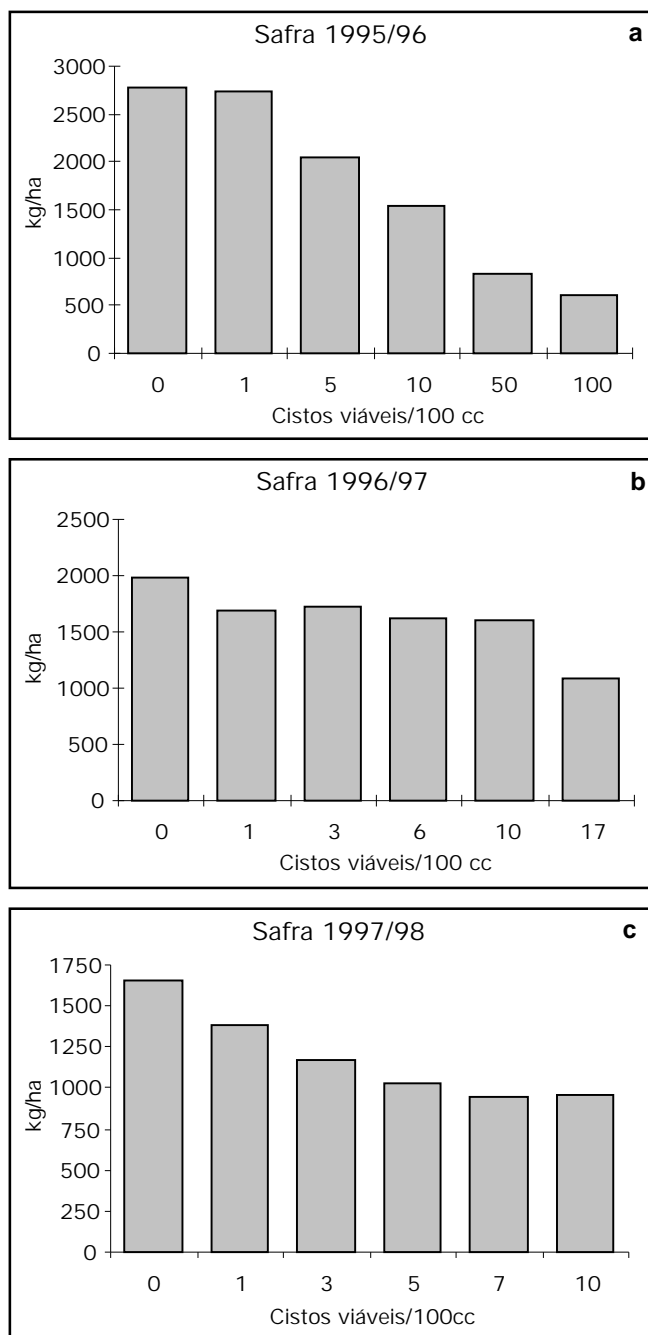 Safra 1995/96 a
3000
2500
2000
1500
1000
500
0
kg/ha
0 1 5 10 50 100
Cistos viáveis/100 cc
Safra 1996/97 b
2500
2000
1500
1000
500
0
kg/ha
0 1 3 6 10 17
Cistos viáveis/100 cc
Safra 1997/98 c
1750
1500
1250
1000
750
500
250
0
kg/ha
0 1 3 5 7 10
Cistos viáveis/100cc